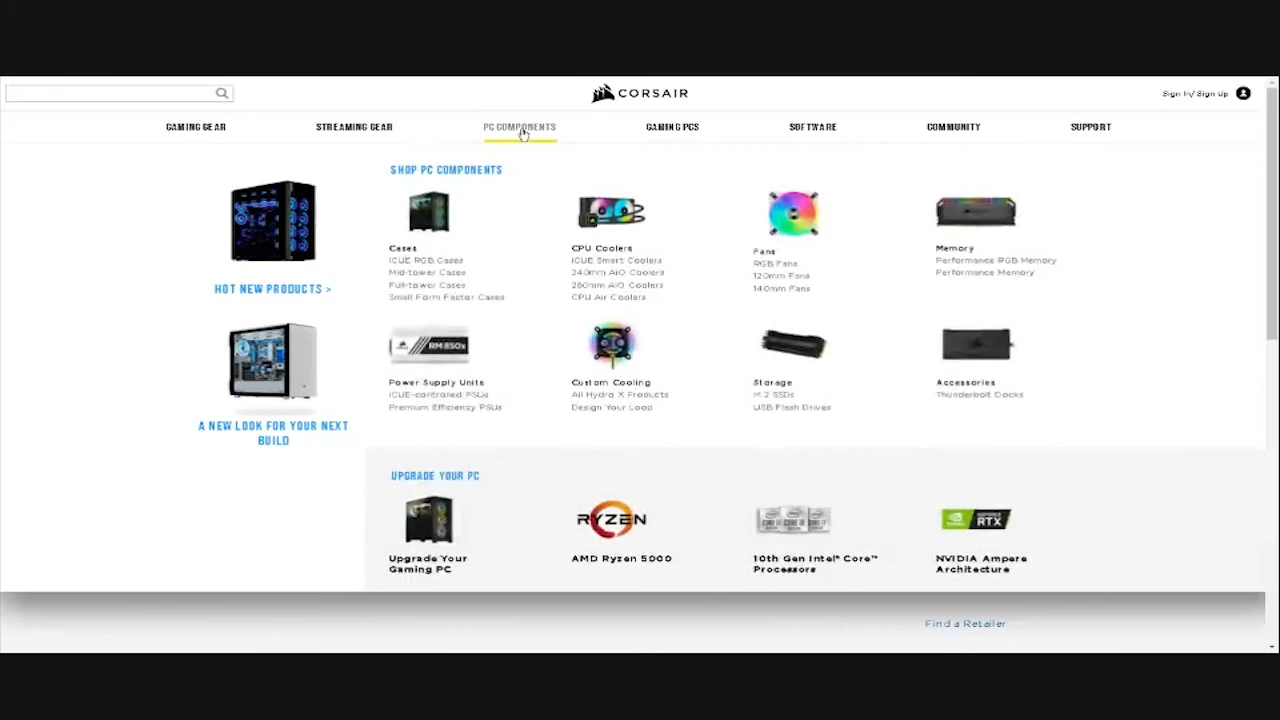 CORSAIR
Sign In/ Sign Up
GAMING GEAR
STREAMING GEAR
PC COMPONENTS
GAMING PCS
SOFTWARE
COMMUNITY
SUPPORT
HOT NEW PRODUCTS >
A NEW LOOK FOR YOUR NEXT
BUILD
SHOP PC COMPONENTS
Cases
iCUE RGB Cases
Mid-tower Cases
Full-tower Cases
Small Form Factor Cases
CPU Coolers
iCUE Smart Coolers
240mm AiO Coolers
280mm AiO Coolers
CPU Air Coolers
Fans
RGB Fans
120mm Fans
140mm Fans
Memory
Performance RGB Memory
Performance Memory
RM850x
Power Supply Units
iCUE-controlled PSUs
Premium Efficiency PSUs
Custom Cooling
All Hydro X Products
Design Your Loop
Storage
M.2 SSDs
USB Flash Drives
Accessories
Thunderbolt Docks
UPGRADE YOUR PC
Upgrade Your
Gaming PC
RYZEN
AMD Ryzen 5000
10th Gen Intel® Core™
Processors
RTX
NVIDIA Ampere
Architecture
Find a Retailer